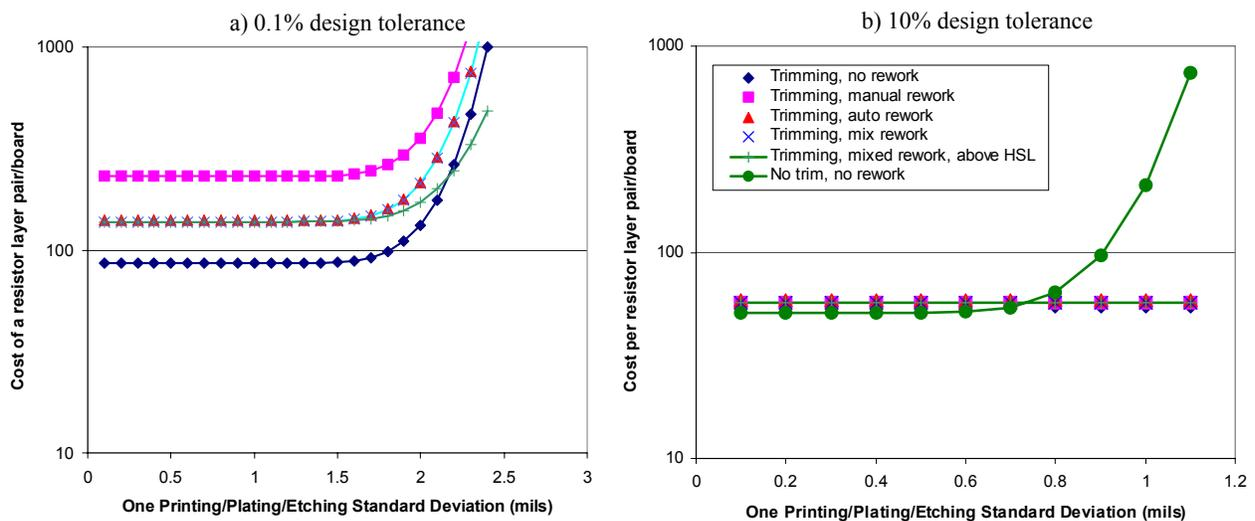 a) 0.1% design tolerance
1000
100
10
0
0.5
1
1.5
2
2.5
3
Cost of a resistor layer pair/board
One Printing/Plating/Etching Standard Deviation (mils)
b) 10% design tolerance
1000
100
10
0
0.2
0.4
0.6
0.8
1
1.2
Cost per resistor layer pair/board
One Printing/Plating/Etching Standard Deviation (mils)
Trimming, no rework
Trimming, manual rework
Trimming, auto rework
Trimming, mix rework
Trimming, mixed rework, above HSL
No trim, no rework